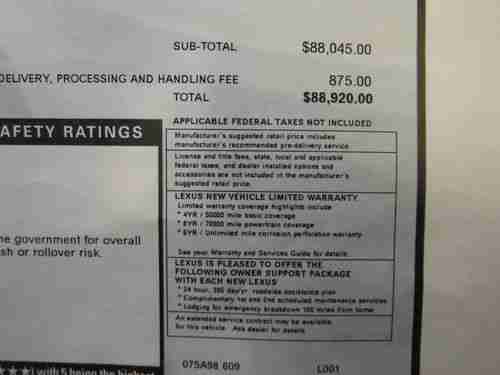 SUB-TOTAL $88,045.00
DELIVERY, PROCESSING AND HANDLING FEE 875.00
TOTAL $88,920.00
APPLICABLE FEDERAL TAXES NOT INCLUDED
AFETY RATINGS
Manufacturer's suggested retail price includes
manufacturer's recommended pre-delivery service.
License and title fees, state, local and applicable
federal taxes, and dealer installed options and
accessories are not included in the manufacturer's
suggested retail price.
LEXUS NEW VEHICLE LIMITED WARRANTY
Limited warranty coverage highlights include
* 4YR / 50000 mile basic coverage
* 6YR / 70000 mile powertrain coverage
* 6YR / Unlimited mile corrosion perforation warranty
he government for overall
sh or rollover risk.
See your Warranty and Services Guide for details.
LEXUS IS PLEASED TO OFFER THE
FOLLOWING OWNER SUPPORT PACKAGE
WITH EACH NEW LEXUS
* 24 hour, 365 day/yr roadside assistance plan
* Complimentary 1st and 2nd scheduled maintenance services
* Lodging for emergency breakdown 100 miles from home
An extended service contract may be available
for this vehicle. Ask dealer for details.
★★★) with 5 being the highest
075A98 609 L001